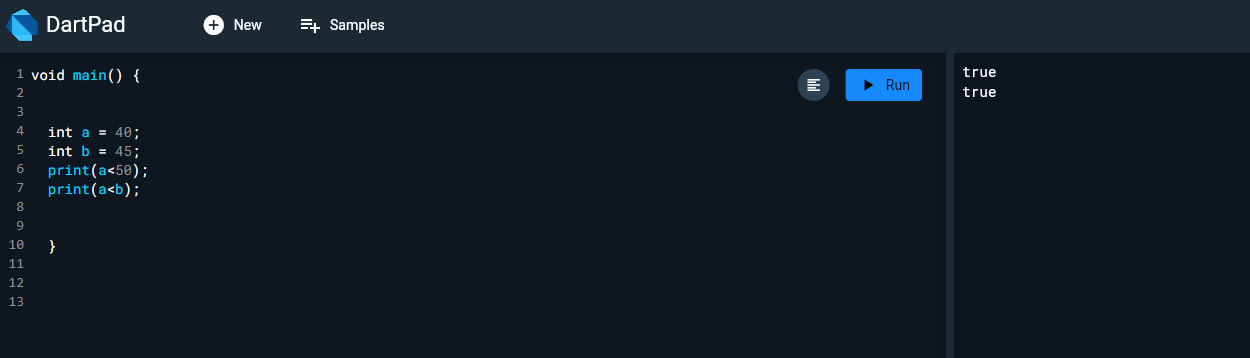 DartPad
New
Samples
Run
1 void main() {
2
3
4 int a = 40;
5 int b = 45;
6 print(a<50);
7 print(a<b);
8
9
10 }
11
12
13
true
true